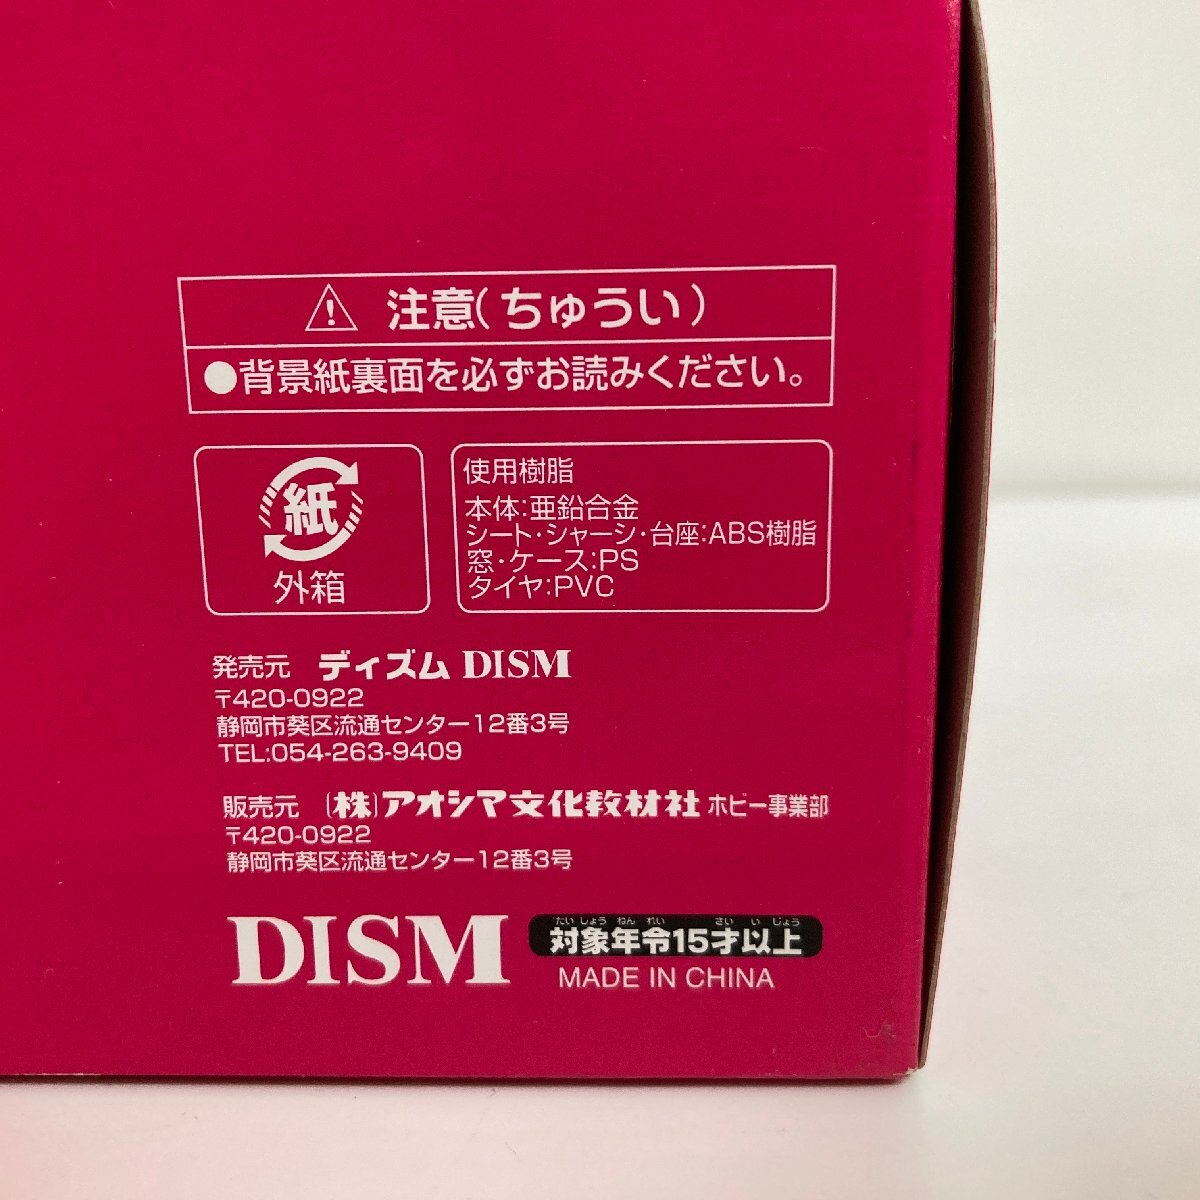 注意(ちゅうい)
●背景紙裏面を必ずお読みください。
紙
外箱
使用樹脂
本体:亜鉛合金
シート・シャーシ・台座:ABS樹脂
窓・ケース:PS
タイヤ:PVC
発売元 ディズム DISM
〒420-0922
静岡市葵区流通センター12番3号
TEL:054-263-9409
販売元 (株)アオシマ文化教材社 ホビー事業部
〒420-0922
静岡市葵区流通センター12番3号
DISM
たいしょうねんれい さいいじょう
対象年令15才以上
MADE IN CHINA